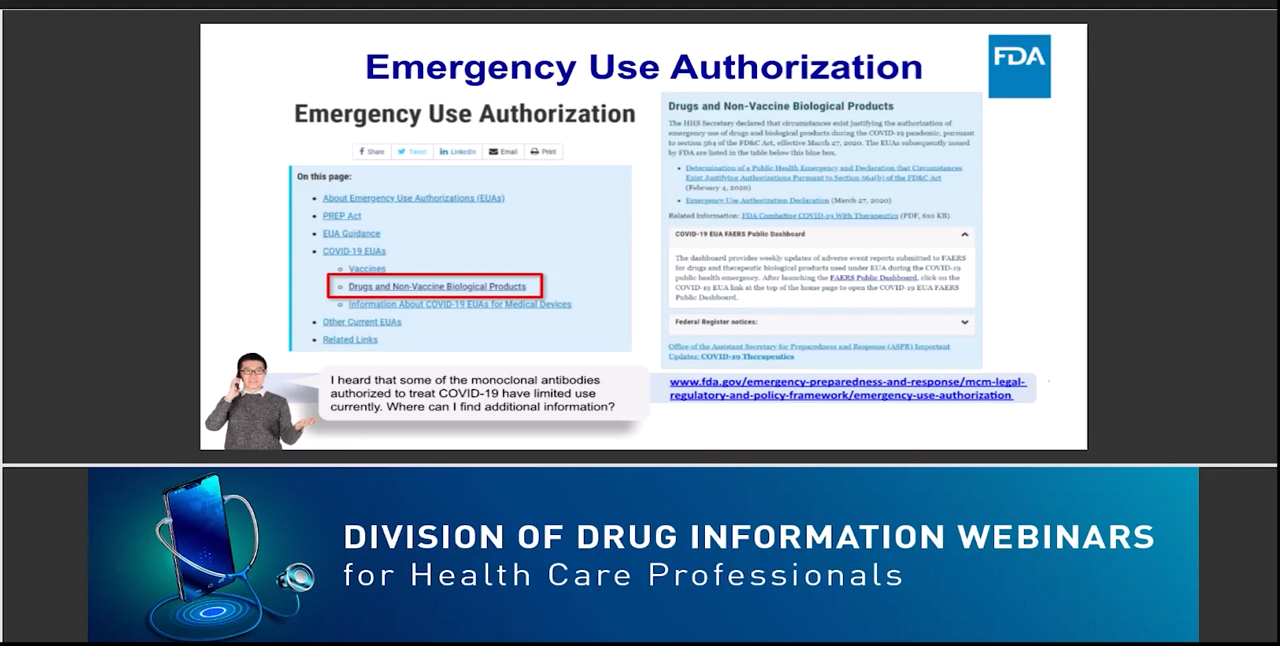 Emergency Use Authorization
FDA
Emergency Use Authorization
Share
Tweet
in LinkedIn
Email
Print
On this page:
About Emergency Use Authorizations (EUAs)
PREP Act
EUA Guidance
COVID-19 EUAs
Vaccines
Drugs and Non-Vaccine Biological Products
Information About COVID-19 EUAs for Medical Devices
Other Current EUAs
Related Links
Drugs and Non-Vaccine Biological Products
The HHS Secretary declared that circumstances exist justifying the authorization of
emergency use of drugs and biological products during the COVID-19 pandemic, pursuant
to section 564 of the FD&C Act, effective March 27, 2020. The EUAs subsequently issued
by FDA are listed in the table below this blue box.
Determination of a Public Health Emergency and Declaration that Circumstances
Exist Justifying Authorizations Pursuant to Section 564(b) of the FD&C Act
(February 4, 2020)
Emergency Use Authorization Declaration (March 27, 2020)
Related information: FDA Combating COVID-19 With Therapeutics (PDF, 610 KB)
COVID-19 EUA FAERS Public Dashboard
The dashboard provides weekly updates of adverse event reports submitted to FAERS
for drugs and therapeutic biological products used under EUA during the COVID-19
public health emergency. After launching the FAERS Public Dashboard, click on the
COVID-19 EUA link at the top of the home page to open the COVID-19 EUA FAERS
Public Dashboard.
Federal Register notices:
Office of the Assistant Secretary for Preparedness and Response (ASPR) Important
Updates: COVID-19 Therapeutics
I heard that some of the monoclonal antibodies
authorized to treat COVID-19 have limited use
currently. Where can I find additional information?
www.fda.gov/emergency-preparedness-and-response/mcm-legal-
regulatory-and-policy-framework/emergency-use-authorization
DIVISION OF DRUG INFORMATION WEBINARS
for Health Care Professionals